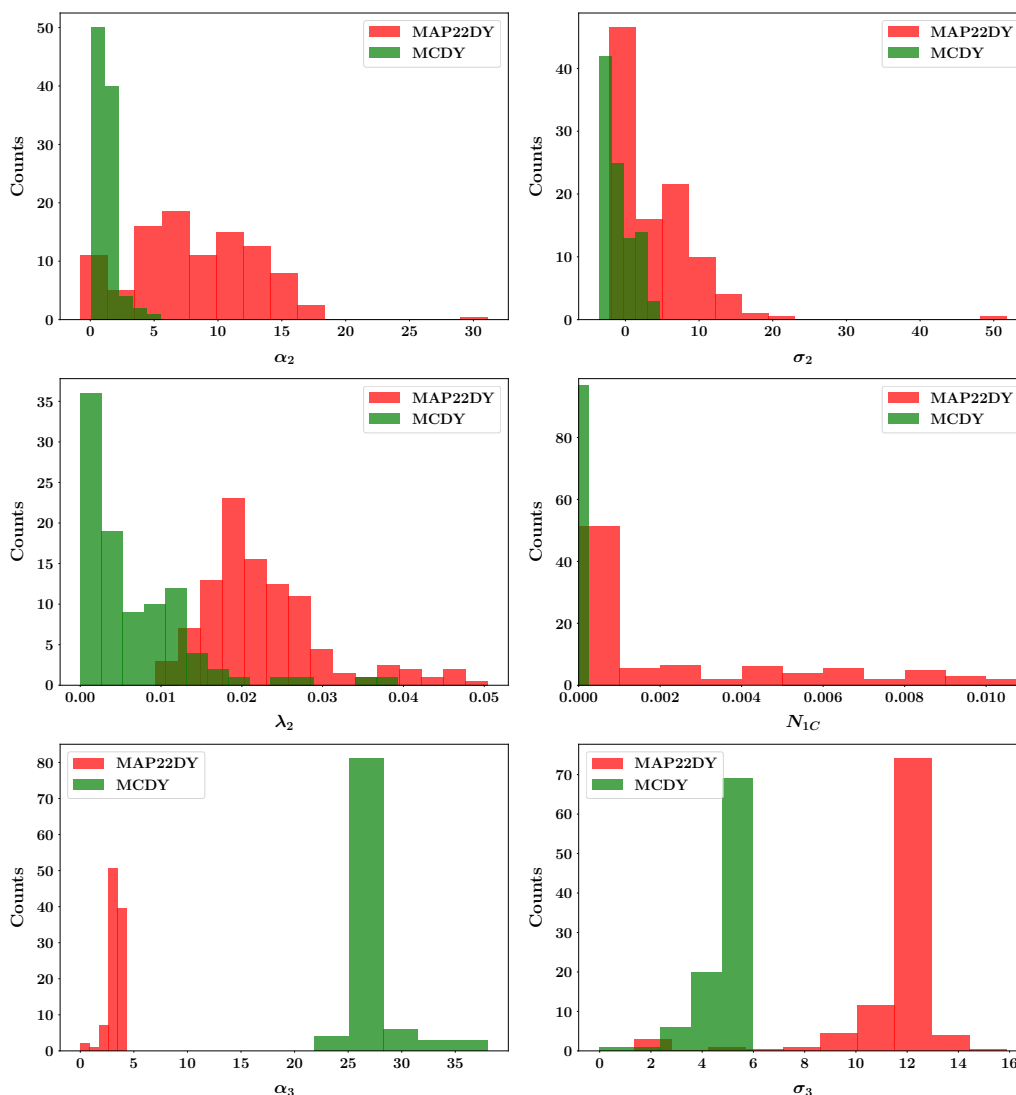 MAP22DY
MCDY
Counts
50
40
30
20
10
0
0 5 10 15 20 25 30
α₂
MAP22DY
MCDY
Counts
40
30
20
10
0
0 10 20 30 40 50
σ₂
MAP22DY
MCDY
Counts
35
30
25
20
15
10
5
0
0.00 0.01 0.02 0.03 0.04 0.05
λ₂
MAP22DY
MCDY
Counts
80
60
40
20
0
0.000 0.002 0.004 0.006 0.008 0.010
N₁C
MAP22DY
MCDY
Counts
80
70
60
50
40
30
20
10
0
0 5 10 15 20 25 30 35
α₃
MAP22DY
MCDY
Counts
70
60
50
40
30
20
10
0
0 2 4 6 8 10 12 14 16
σ₃